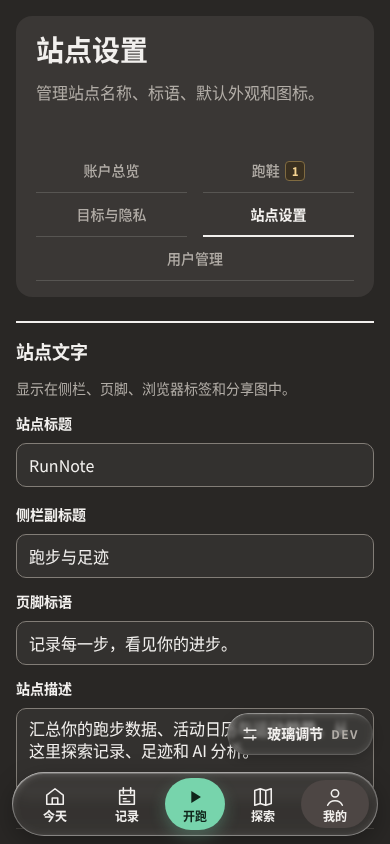 站点设置
管理站点名称、标语、默认外观和图标。
账户总览
跑鞋 1
目标与隐私
站点设置
用户管理
站点文字
显示在侧栏、页脚、浏览器标签和分享图中。
站点标题
RunNote
侧栏副标题
跑步与足迹
页脚标语
记录每一步，看见你的进步。
站点描述
汇总你的跑步数据、活动日历
这里探索记录、足迹和 AI 分析。
玻璃调节 DEV
今天
记录
开跑
探索
我的